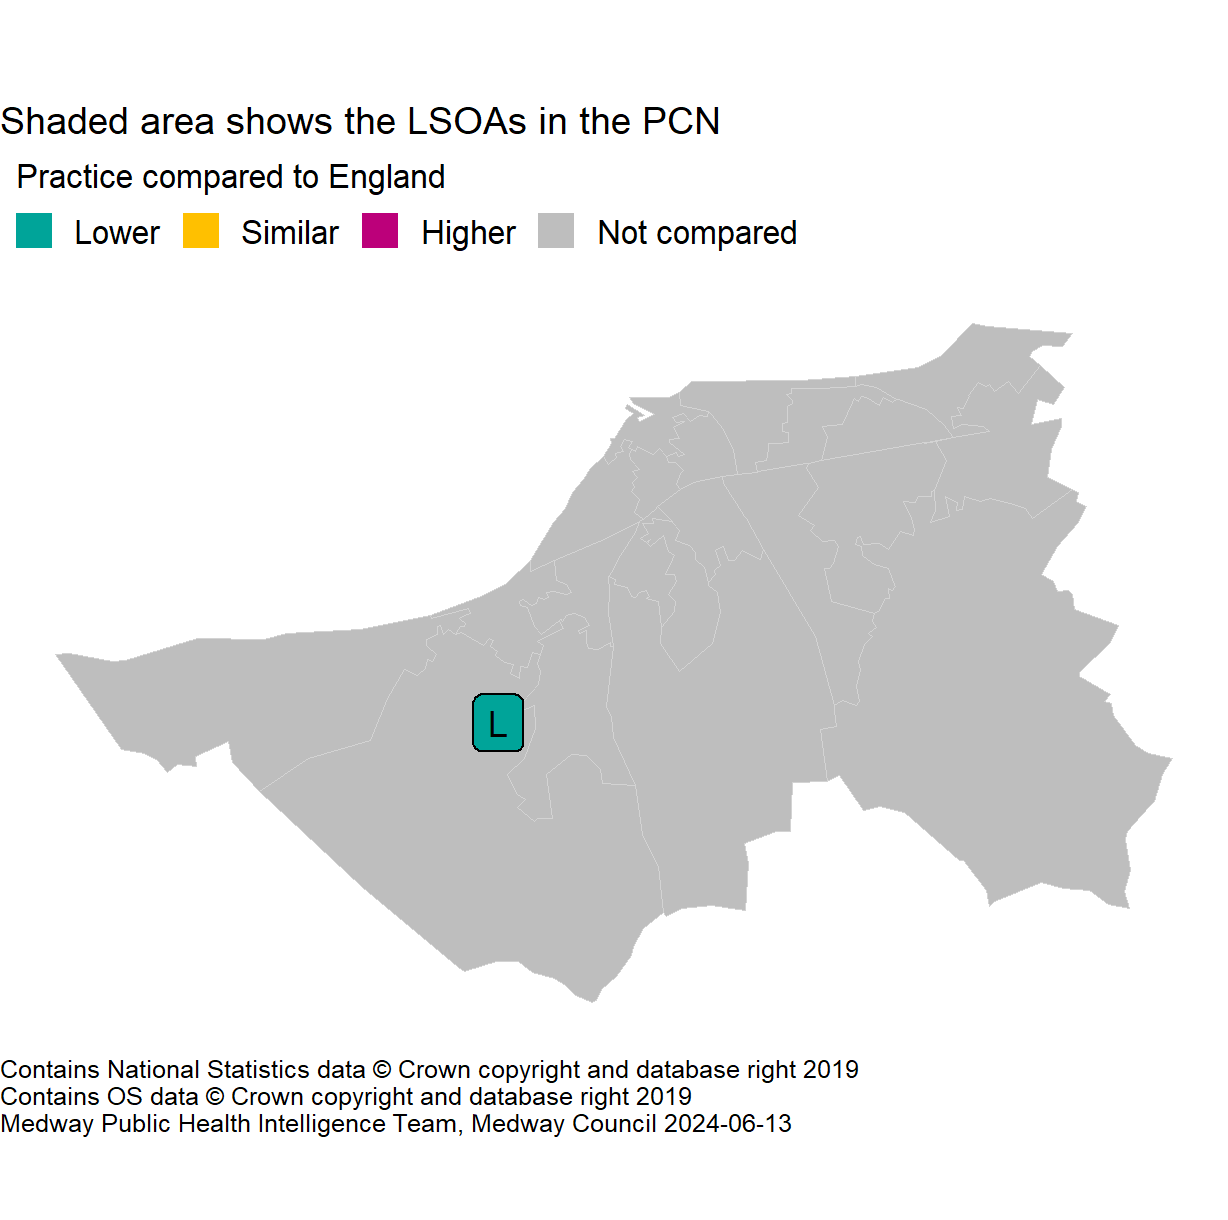 Shaded area shows the LSOAs in the PCN
Practice compared to England
Lower Similar Higher Not compared
L
Contains National Statistics data © Crown copyright and database right 2019
Contains OS data © Crown copyright and database right 2019
Medway Public Health Intelligence Team, Medway Council 2024-06-13